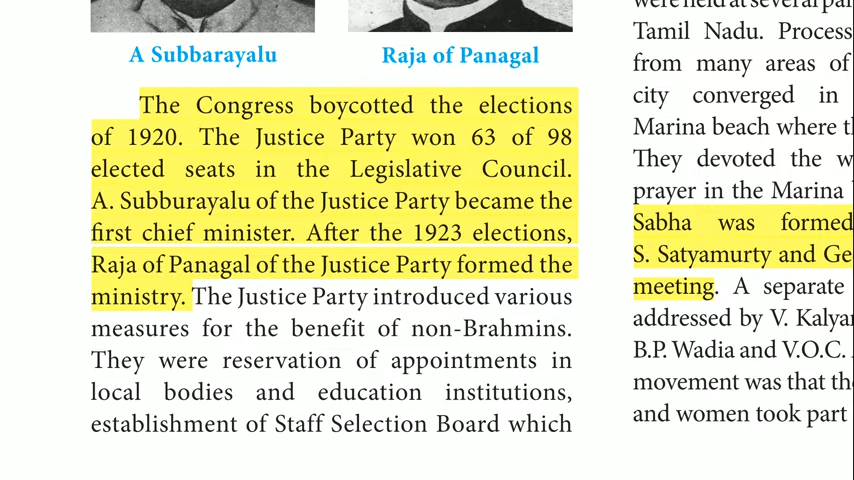 A Subbarayalu
Raja of Panagal
The Congress boycotted the elections
of 1920. The Justice Party won 63 of 98
elected seats in the Legislative Council.
A. Subburayalu of the Justice Party became the
first chief minister. After the 1923 elections,
Raja of Panagal of the Justice Party formed the
ministry. The Justice Party introduced various
measures for the benefit of non-Brahmins.
They were reservation of appointments in
local bodies and education institutions,
establishment of Staff Selection Board which
were held at several
Tamil Nadu. Process
from many areas of
city converged in
Marina beach where
They devoted the
prayer in the Marina
Sabha was formed
S. Satyamurty and
meeting. A separate
addressed by V.
B.P. Wadia and V.O.C.
movement was that
and women took part